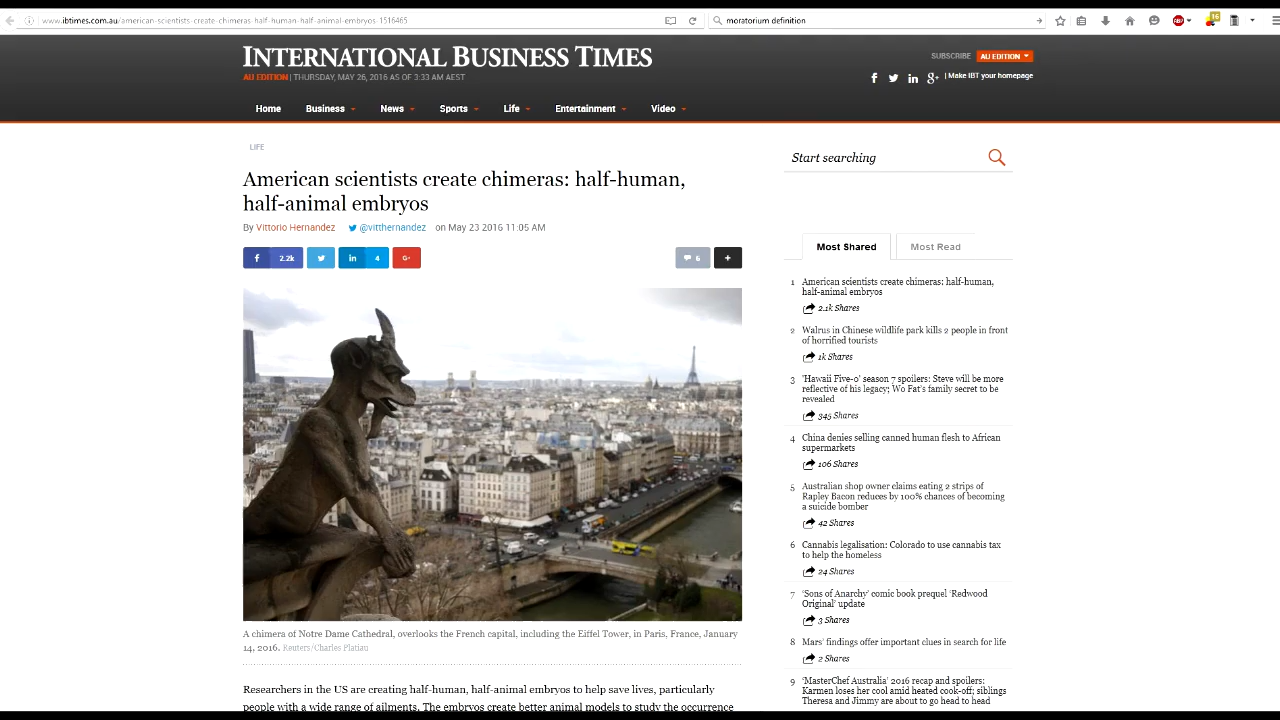 www.ibtimes.com.au/american-scientists-create-chimeras-half-human-half-animal-embryos-1516465
moratorium definition
16
INTERNATIONAL BUSINESS TIMES
AU EDITION | THURSDAY, MAY 26, 2016 AS OF 3:33 AM AEST
SUBSCRIBE AU EDITION
| Make IBT your homepage
Home Business News Sports Life Entertainment Video
LIFE
American scientists create chimeras: half-human,
half-animal embryos
By Vittorio Hernandez @vitthernandez on May 23 2016 11:05 AM
2.2k 4 G+ 6 +
A chimera of Notre Dame Cathedral, overlooks the French capital, including the Eiffel Tower, in Paris, France, January
14, 2016. Reuters/Charles Platiau
Researchers in the US are creating half-human, half-animal embryos to help save lives, particularly
people with a wide range of ailments. The embryos create better animal models to study the occurrence
Start searching
Most Shared Most Read
1 American scientists create chimeras: half-human,
half-animal embryos
2.1k Shares
2 Walrus in Chinese wildlife park kills 2 people in front
of horrified tourists
1k Shares
3 'Hawaii Five-0' season 7 spoilers: Steve will be more
reflective of his legacy; Wo Fat's family secret to be
revealed
345 Shares
4 China denies selling canned human flesh to African
supermarkets
106 Shares
5 Australian shop owner claims eating 2 strips of
Rapley Bacon reduces by 100% chances of becoming
a suicide bomber
42 Shares
6 Cannabis legalisation: Colorado to use cannabis tax
to help the homeless
24 Shares
7 'Sons of Anarchy' comic book prequel 'Redwood
Original' update
3 Shares
8 Mars' findings offer important clues in search for life
2 Shares
9 'MasterChef Australia' 2016 recap and spoilers:
Karmen loses her cool amid heated cook-off; siblings
Theresa and Jimmy are about to go head to head